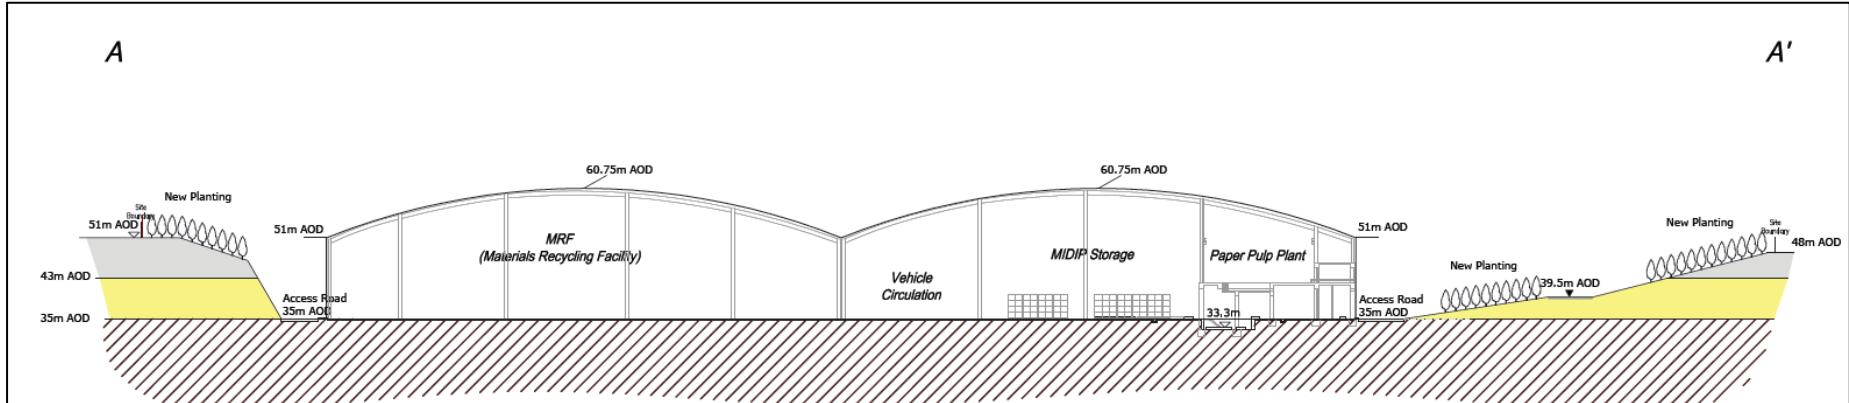 A
A'
60.75m AOD
60.75m AOD
New Planting
Site
Boundary
51m AOD
51m AOD
MRF
(Materials Recycling Facility)
Vehicle
Circulation
MIDIP Storage
Paper Pulp Plant
51m AOD
New Planting
Site
Boundary
48m AOD
New Planting
39.5m AOD
43m AOD
Access Road
35m AOD
35m AOD
33.3m
Access Road
35m AOD